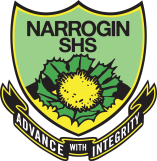 NARROGIN
SHS
ADVANCE WITH INTEGRITY